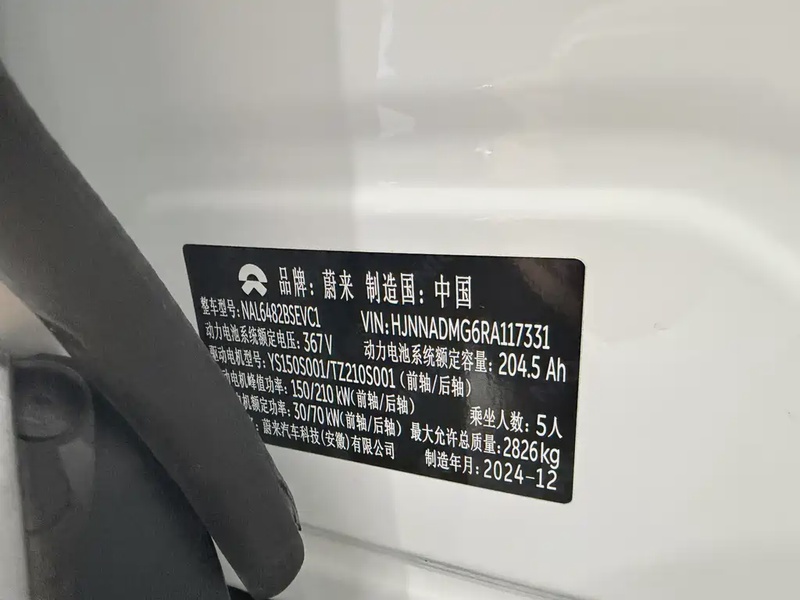 品牌: 蔚来 制造国: 中国
整车型号: NAL6482BSEVC1 VIN: HJNNADMG6RA117331
动力电池系统额定电压: 367V 动力电池系统额定容量: 204.5 Ah
驱动电机型号: YS150S001/TZ210S001 (前轴/后轴)
电机峰值功率: 150/210 kW(前轴/后轴)
机额定功率: 30/70 kW(前轴/后轴) 乘坐人数: 5人
: 蔚来汽车科技(安徽)有限公司 最大允许总质量: 2826kg
制造年月: 2024-12